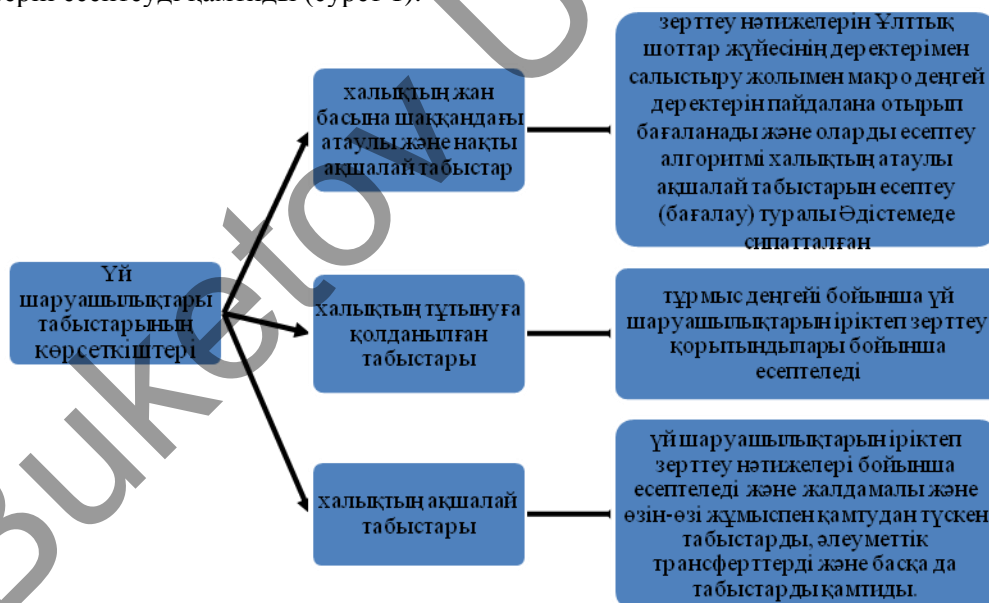 (сурет 1).
зерттеу нәтижелерін Ұлттық
шоттар жүйесінің деректерімен
салыстыру жолымен макро деңгей
деректерін пайдалана отырып
бағаланады және оларды есептеу
алгоритмі халықтың атаулы
ақшалай табыстарын есептеу
(бағалау) туралы Әдістемеде
сипатталған
халықтың жан
басына шаққандағы
атаулы және нақты
ақшалай табыстар
Үй
шаруашылықтары
табыстарының
көрсеткіштері
халықтың тұтынуға
қолданылған
табыстары
тұрмыс деңгейі бойынша үй
шаруашылықтарын іріктеп зерттеу
қорытындылары бойынша
есептеледі
халықтың ақшалай
табыстары
үй шаруашылықтарын іріктеп
зерттеу нәтижелері бойынша
есептеледі және жалдамалы және
өзін-өзі жұмыспен қамтудан түскен
табыстарды, әлеуметтік
трансферттерді және басқа да
табыстарды қамтиды.
Buketov U